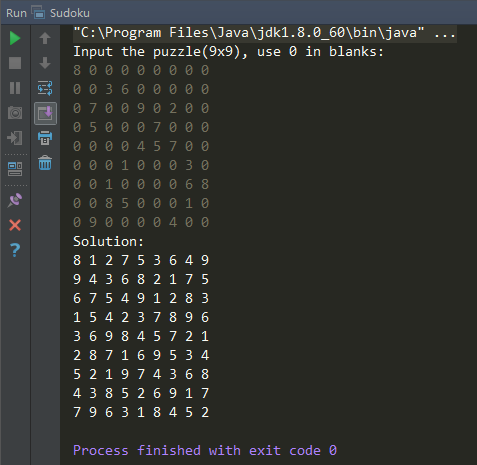 Run Sudoku
"C:\Program Files\Java\jdk1.8.0_60\bin\java" ...
Input the puzzle(9x9), use 0 in blanks:
8 0 0 0 0 0 0 0 0
0 0 3 6 0 0 0 0 0
0 7 0 0 9 0 2 0 0
0 5 0 0 0 7 0 0 0
0 0 0 0 4 5 7 0 0
0 0 0 1 0 0 0 3 0
0 0 1 0 0 0 0 6 8
0 0 8 5 0 0 0 1 0
0 9 0 0 0 0 4 0 0
Solution:
8 1 2 7 5 3 6 4 9
9 4 3 6 8 2 1 7 5
6 7 5 4 9 1 2 8 3
1 5 4 2 3 7 8 9 6
3 6 9 8 4 5 7 2 1
2 8 7 1 6 9 5 3 4
5 2 1 9 7 4 3 6 8
4 3 8 5 2 6 9 1 7
7 9 6 3 1 8 4 5 2
Process finished with exit code 0